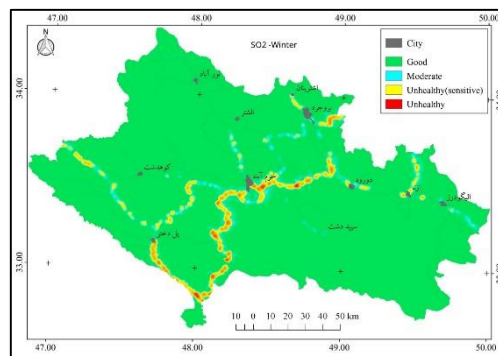 47.00 48.00 49.00 50.00
N
SO2 -Winter
City
Good
Moderate
Unhealthy(sensitive)
Unhealthy
34.00
نورآباد
اشترینان
بروجرد
الشتر
کوهدشت
خرم آباد
دورود
ازنا
الیگودرز
سپید دشت
پل دختر
33.00
10 0 10 20 30 40 50 km
47.00 48.00 49.00 50.00